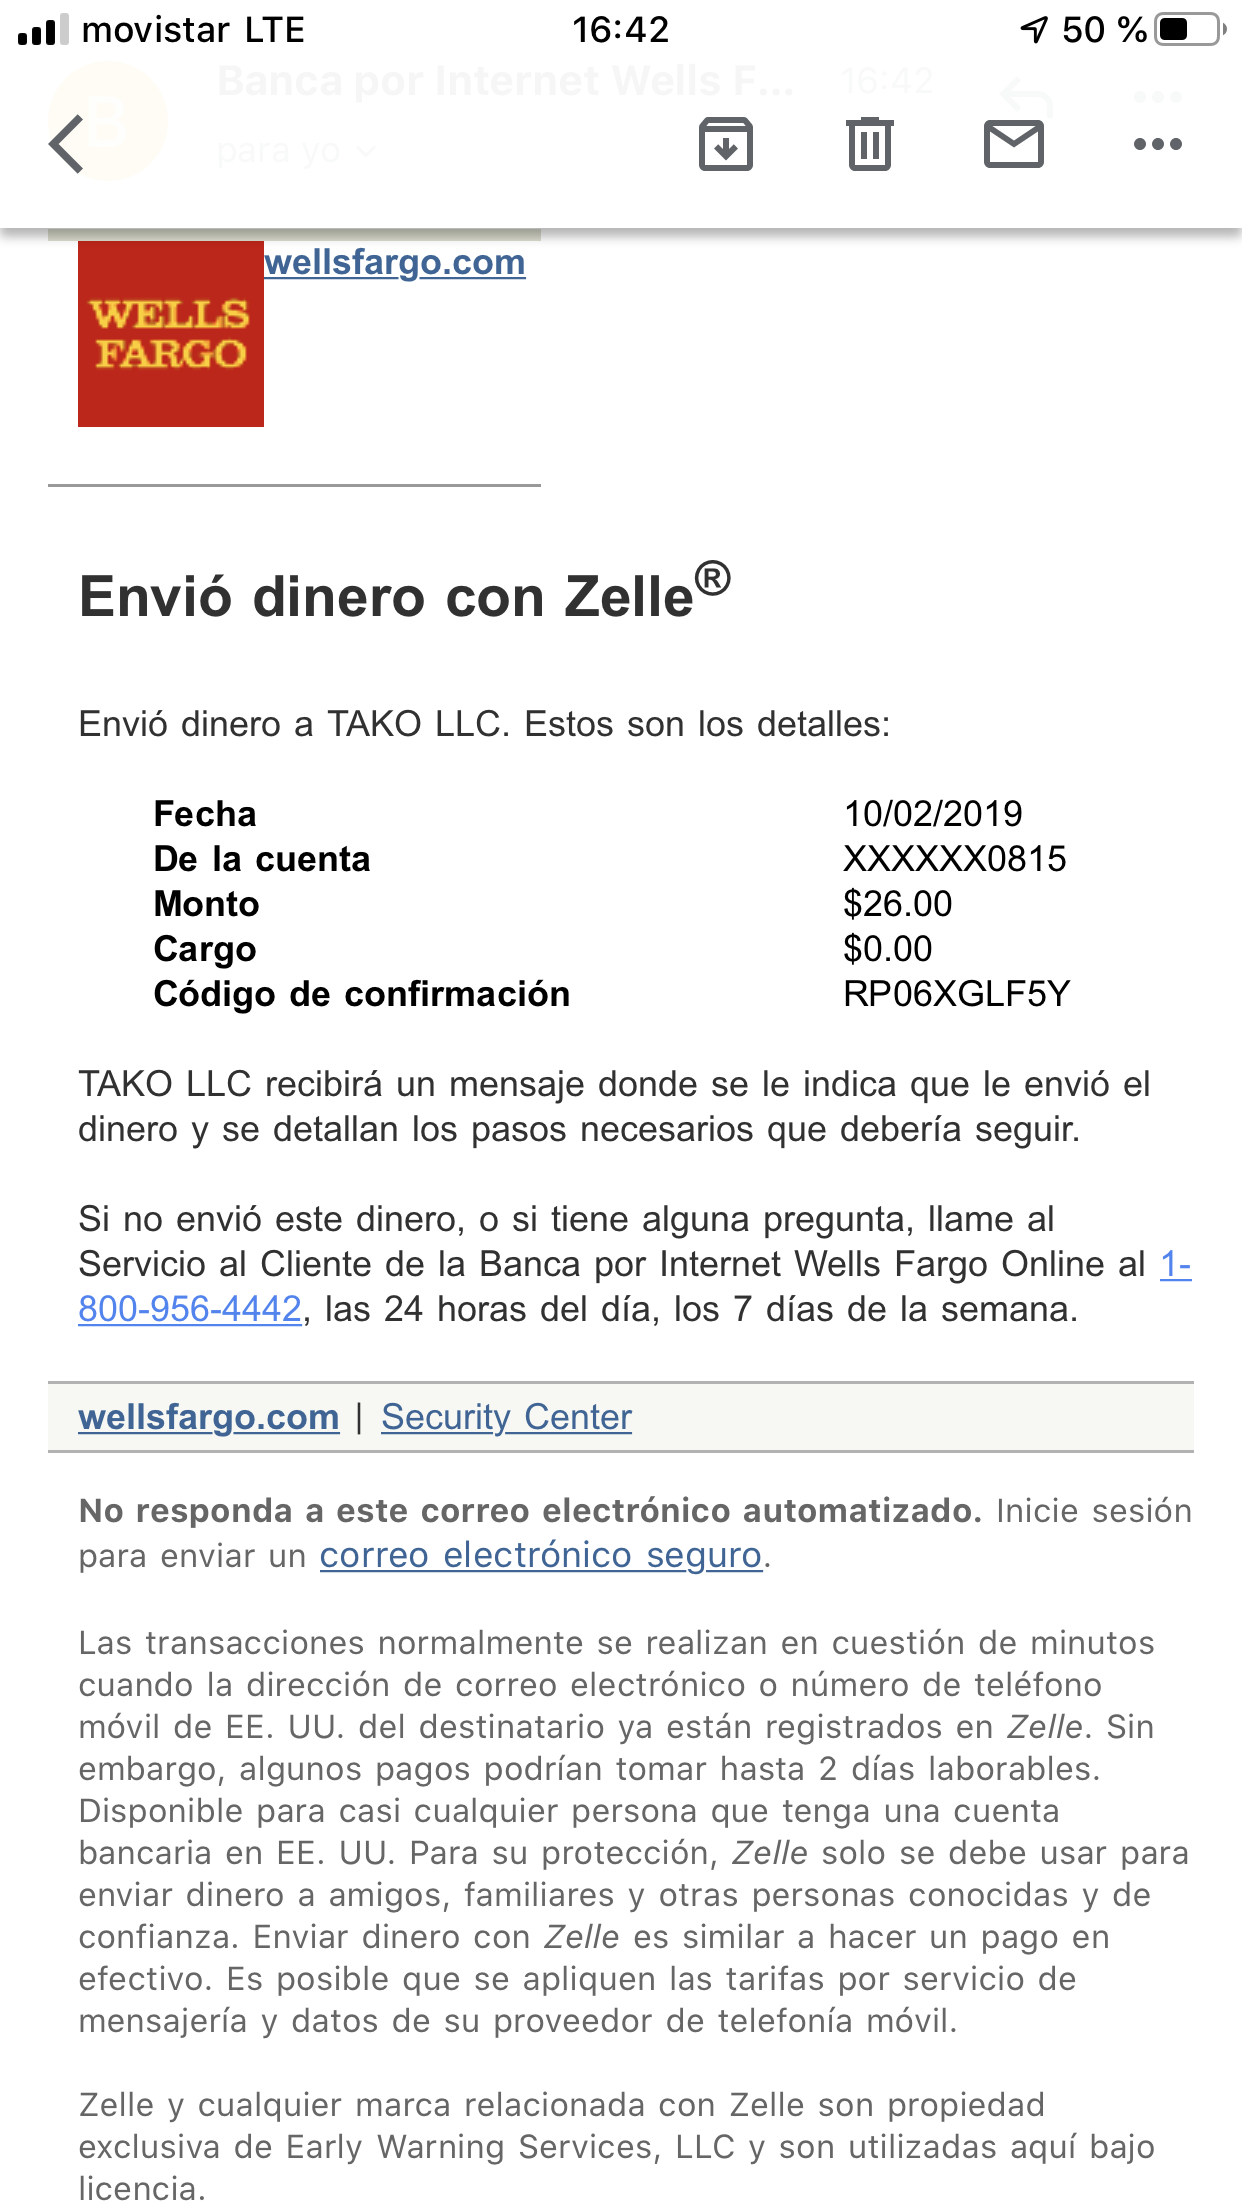 movistar LTE 16:42 50 %
Banca por Internet Wells F... 16:42
B
para yo
WELLS
FARGO
wellsfargo.com
Envió dinero con Zelle®
Envió dinero a TAKO LLC. Estos son los detalles:
Fecha 10/02/2019
De la cuenta XXXXXX0815
Monto $26.00
Cargo $0.00
Código de confirmación RP06XGLF5Y
TAKO LLC recibirá un mensaje donde se le indica que le envió el
dinero y se detallan los pasos necesarios que debería seguir.
Si no envió este dinero, o si tiene alguna pregunta, llame al
Servicio al Cliente de la Banca por Internet Wells Fargo Online al 1-
800-956-4442, las 24 horas del día, los 7 días de la semana.
wellsfargo.com | Security Center
No responda a este correo electrónico automatizado. Inicie sesión
para enviar un correo electrónico seguro.
Las transacciones normalmente se realizan en cuestión de minutos
cuando la dirección de correo electrónico o número de teléfono
móvil de EE. UU. del destinatario ya están registrados en Zelle. Sin
embargo, algunos pagos podrían tomar hasta 2 días laborables.
Disponible para casi cualquier persona que tenga una cuenta
bancaria en EE. UU. Para su protección, Zelle solo se debe usar para
enviar dinero a amigos, familiares y otras personas conocidas y de
confianza. Enviar dinero con Zelle es similar a hacer un pago en
efectivo. Es posible que se apliquen las tarifas por servicio de
mensajería y datos de su proveedor de telefonía móvil.
Zelle y cualquier marca relacionada con Zelle son propiedad
exclusiva de Early Warning Services, LLC y son utilizadas aquí bajo
licencia.